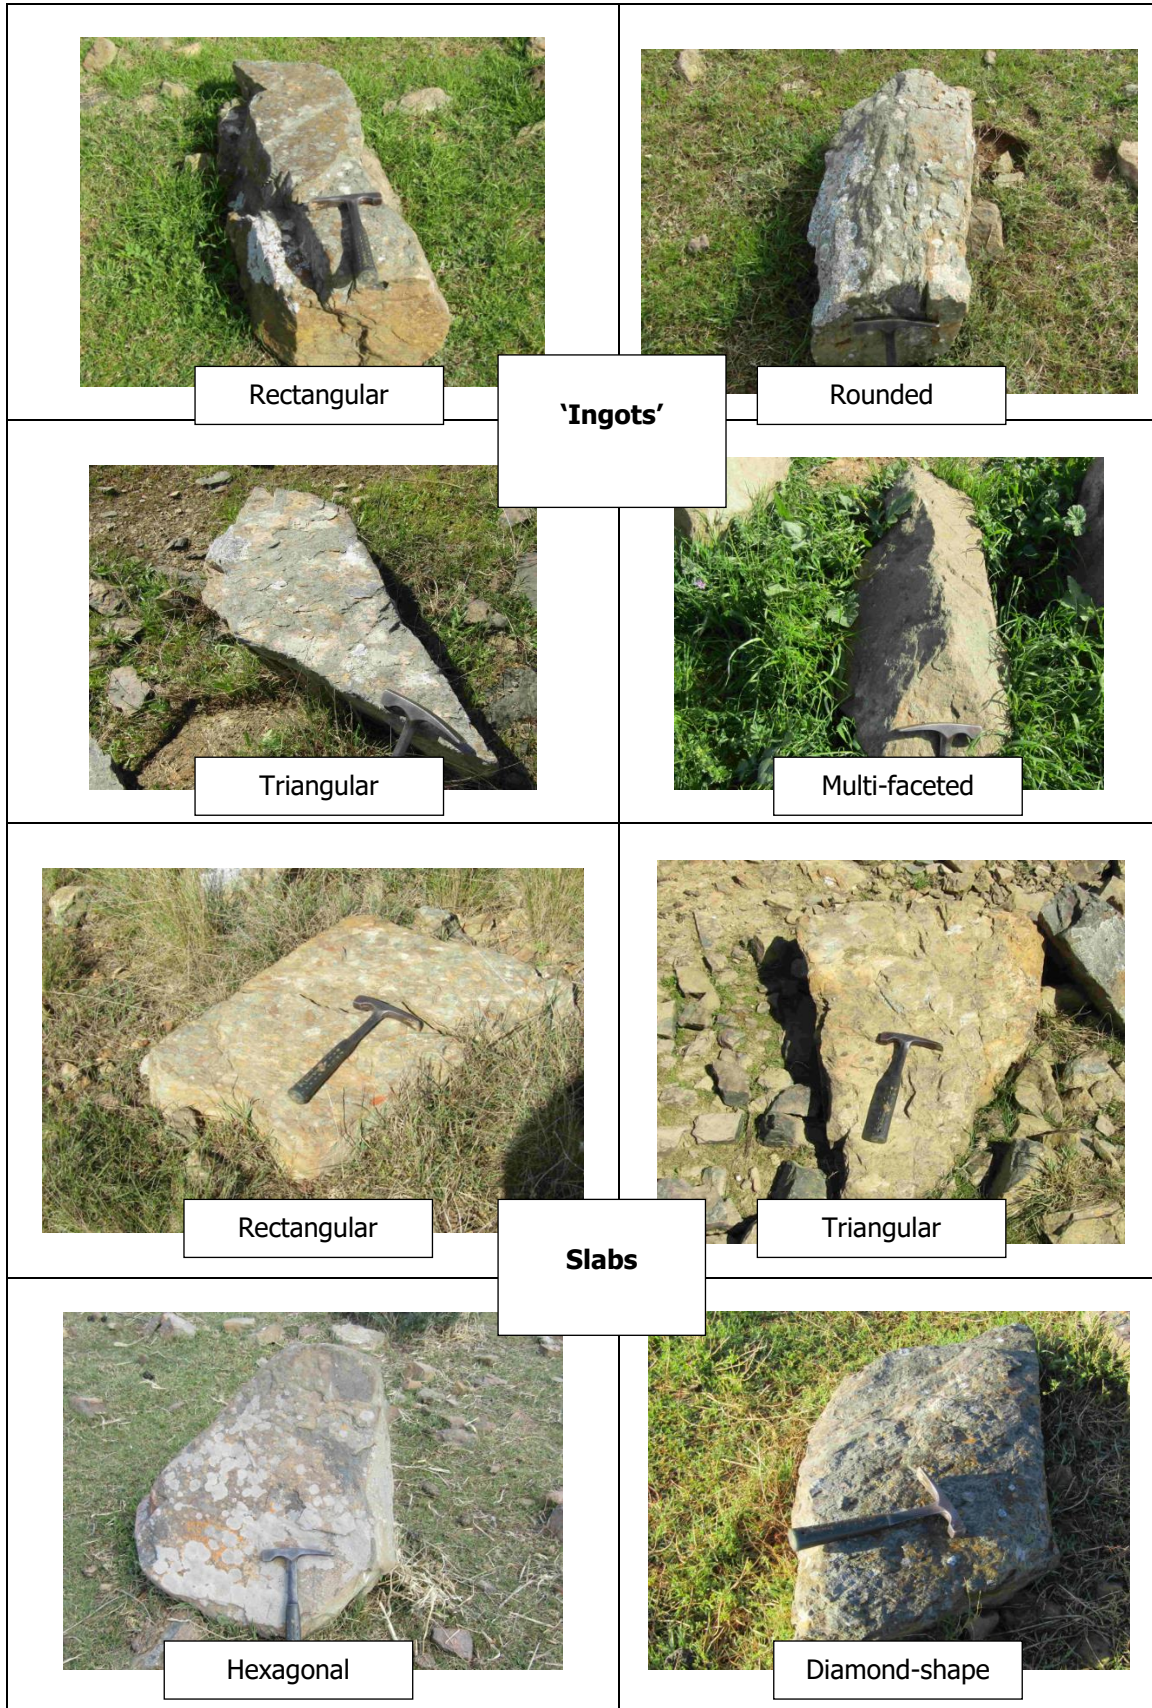 Rectangular
Rounded
‘Ingots’
Triangular
Multi-faceted
Rectangular
Triangular
Slabs
Hexagonal
Diamond-shape